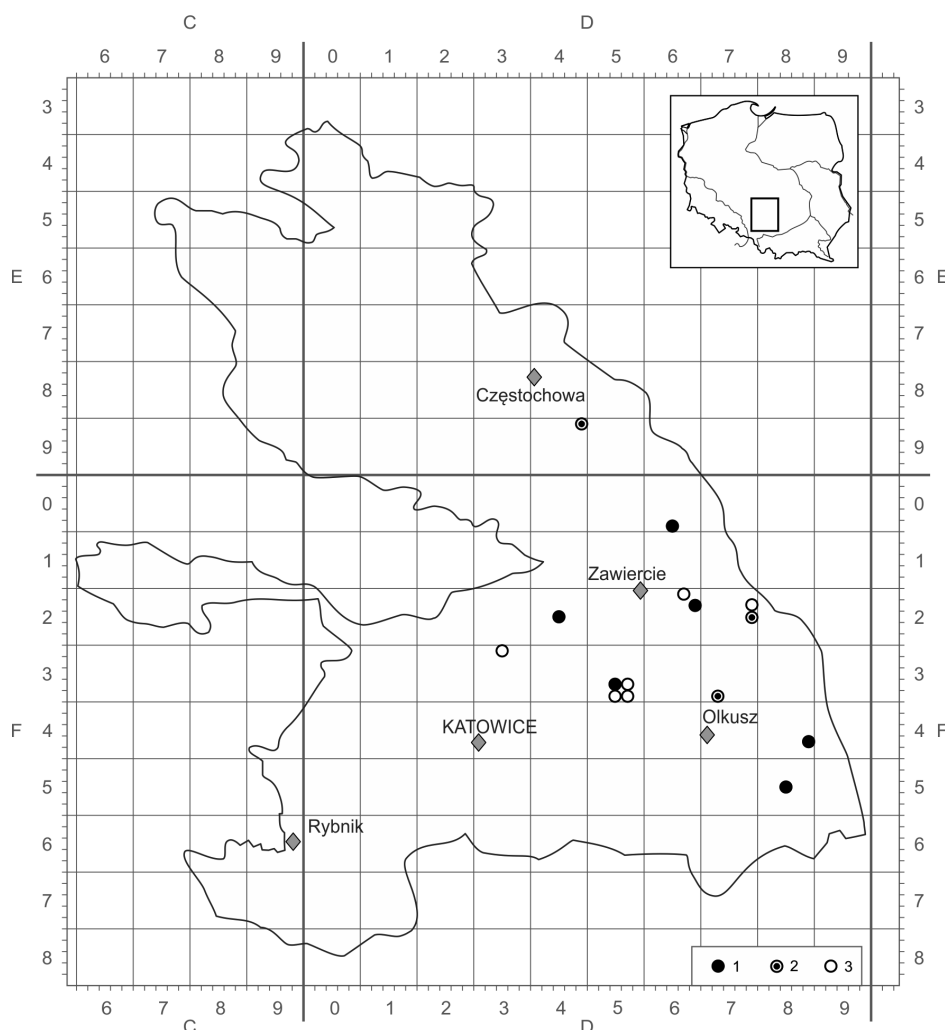 C D
6 7 8 9 0 1 2 3 4 5 6 7 8 9
3 3
4 4
5 5
E 6 6 E
7 7
8 8
Częstochowa
9 9
0 0
1 1
Zawiercie
2 2
3 3
Olkusz
F 4 KATOWICE 4 F
5 5
Rybnik
6 6
7 7
8 1 2 3 8
6 7 8 9 0 1 2 3 4 5 6 7 8 9
C D